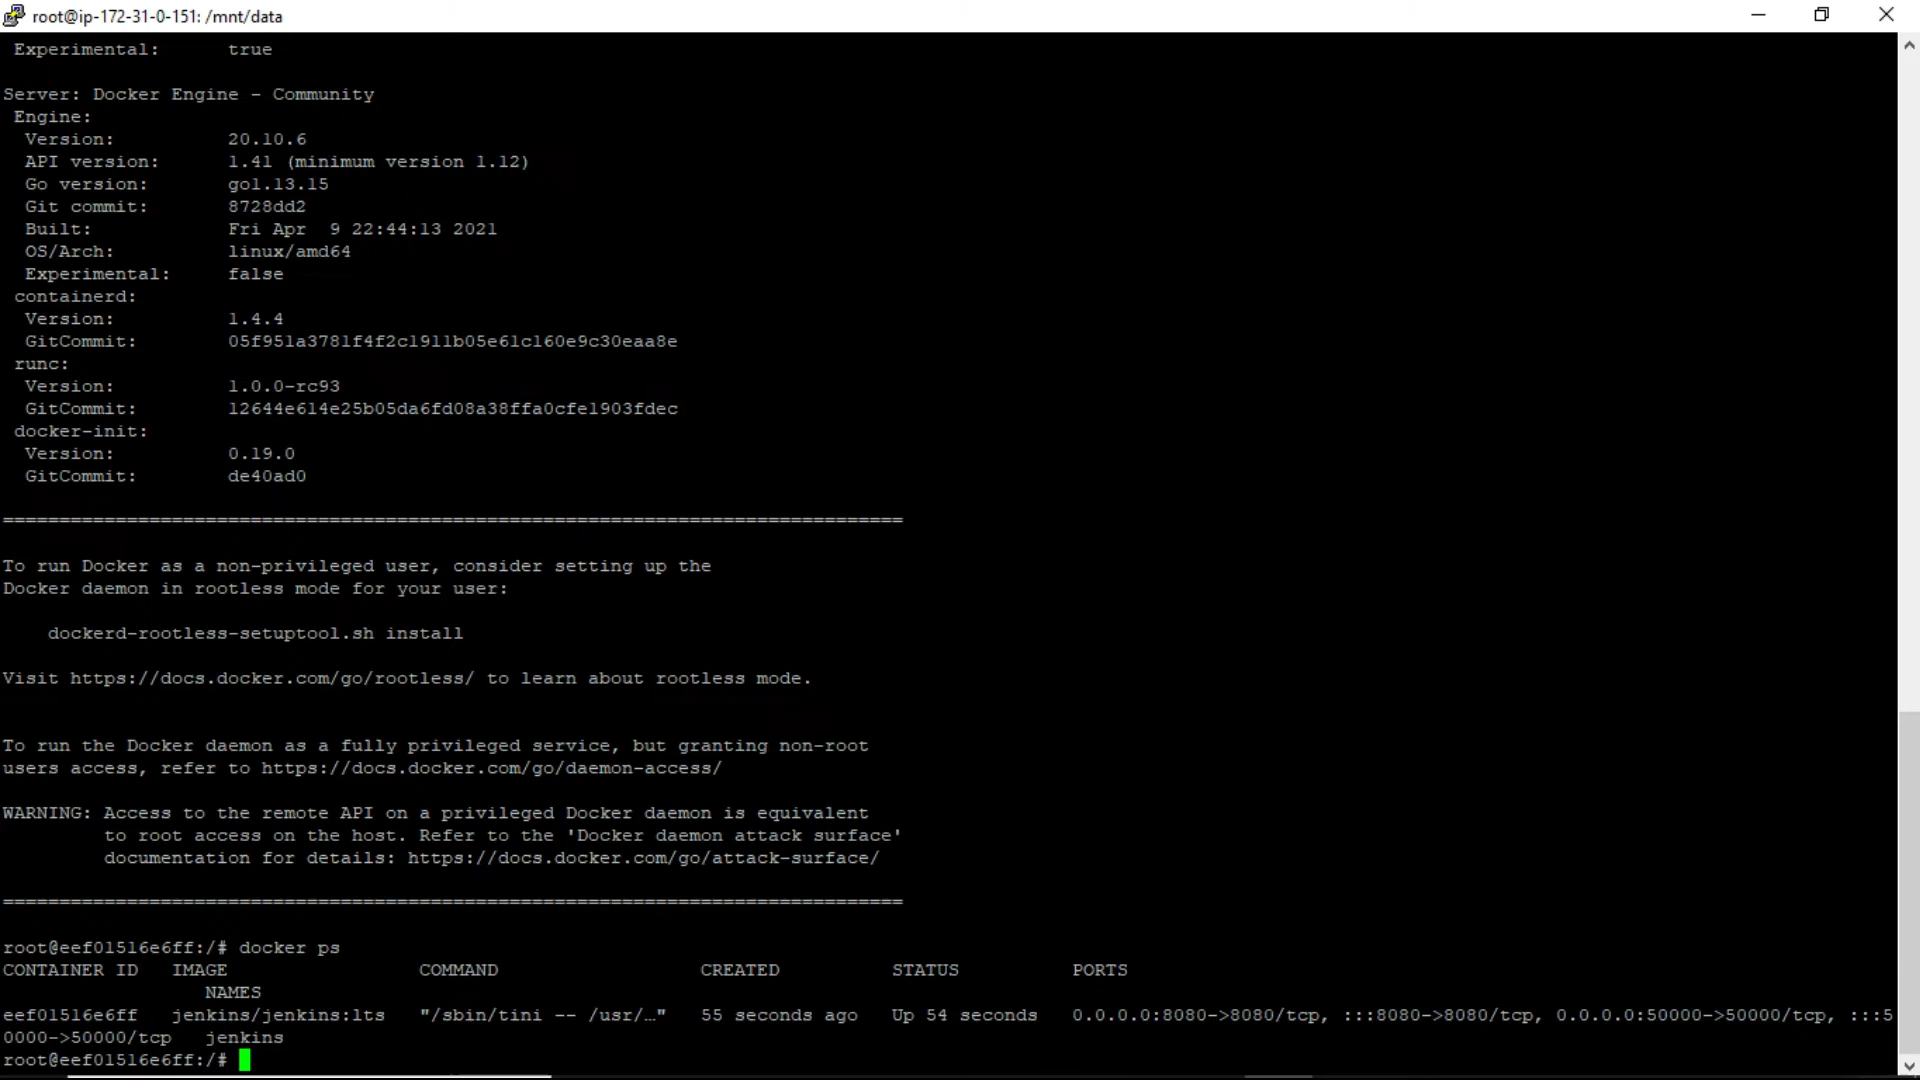 root@ip-172-31-0-151: /mnt/data
Experimental: true
Server: Docker Engine - Community
Engine:
Version: 20.10.6
API version: 1.41 (minimum version 1.12)
Go version: go1.13.15
Git commit: 8728dd2
Built: Fri Apr  9 22:44:13 2021
OS/Arch: linux/amd64
Experimental: false
containerd:
Version: 1.4.4
GitCommit: 05f951a3781f4f2c1911b05e61c160e9c30eaa8e
runc:
Version: 1.0.0-rc93
GitCommit: 12644e614e25b05da6fd08a38ffa0cfe1903fdec
docker-init:
Version: 0.19.0
GitCommit: de40ad0
================================================================================
To run Docker as a non-privileged user, consider setting up the
Docker daemon in rootless mode for your user:
dockerd-rootless-setuptool.sh install
Visit https://docs.docker.com/go/rootless/ to learn about rootless mode.
To run the Docker daemon as a fully privileged service, but granting non-root
users access, refer to https://docs.docker.com/go/daemon-access/
WARNING: Access to the remote API on a privileged Docker daemon is equivalent
to root access on the host. Refer to the 'Docker daemon attack surface'
documentation for details: https://docs.docker.com/go/attack-surface/
================================================================================
root@eef01516e6ff:/# docker ps
CONTAINER ID   IMAGE   COMMAND   CREATED   STATUS   PORTS
NAMES
eef01516e6ff   jenkins/jenkins:lts   "/sbin/tini -- /usr/…"   55 seconds ago   Up 54 seconds   0.0.0.0:8080->8080/tcp, :::8080->8080/tcp, 0.0.0.0:50000->50000/tcp, :::5
0000->50000/tcp   jenkins
root@eef01516e6ff:/#